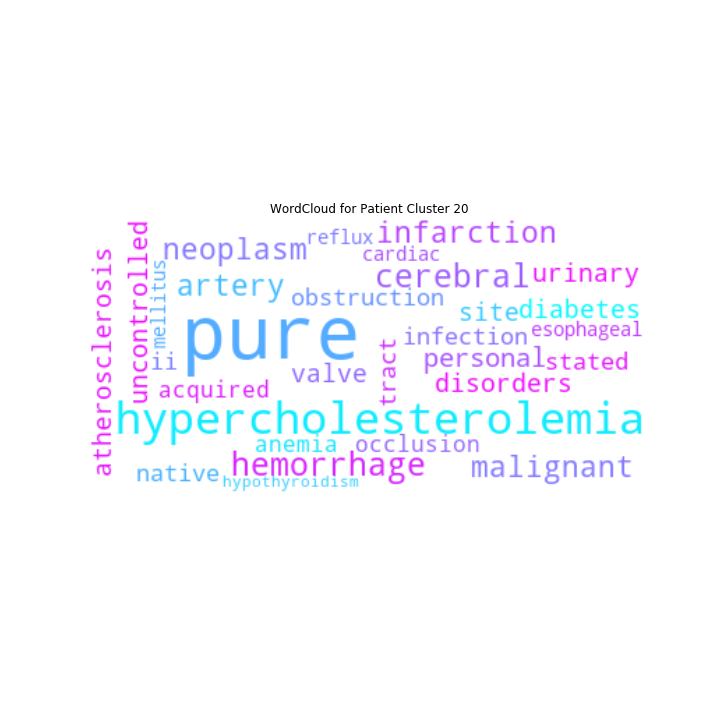 WordCloud for Patient Cluster 20
atherosclerosis
uncontrolled
mellitus
neoplasm
reflux
infarction
cardiac
artery
cerebral
urinary
obstruction
site
diabetes
pure
infection
esophageal
ii
valve
tract
personal
stated
acquired
disorders
hypercholesterolemia
anemia
occlusion
native
hemorrhage
malignant
hypothyroidism